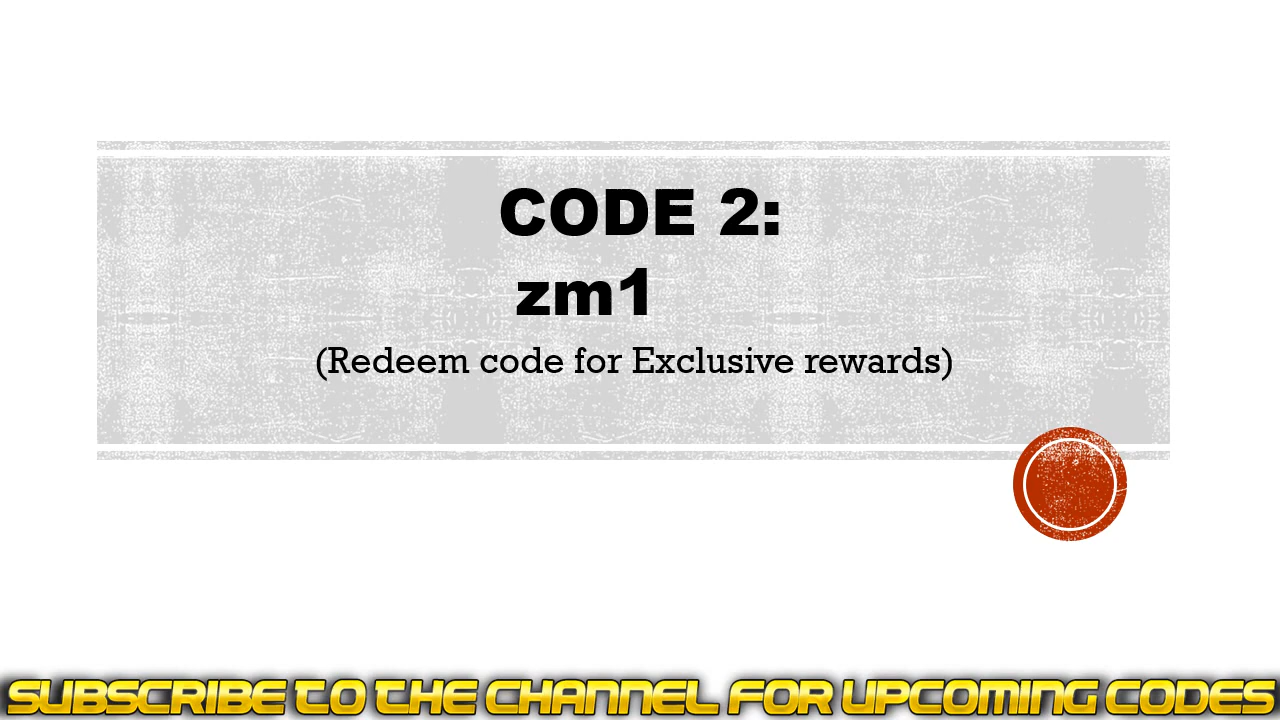 CODE 2:
zm1
(Redeem code for Exclusive rewards)
SUBSCRIBE TO THE CHANNEL FOR UPCOMING CODES